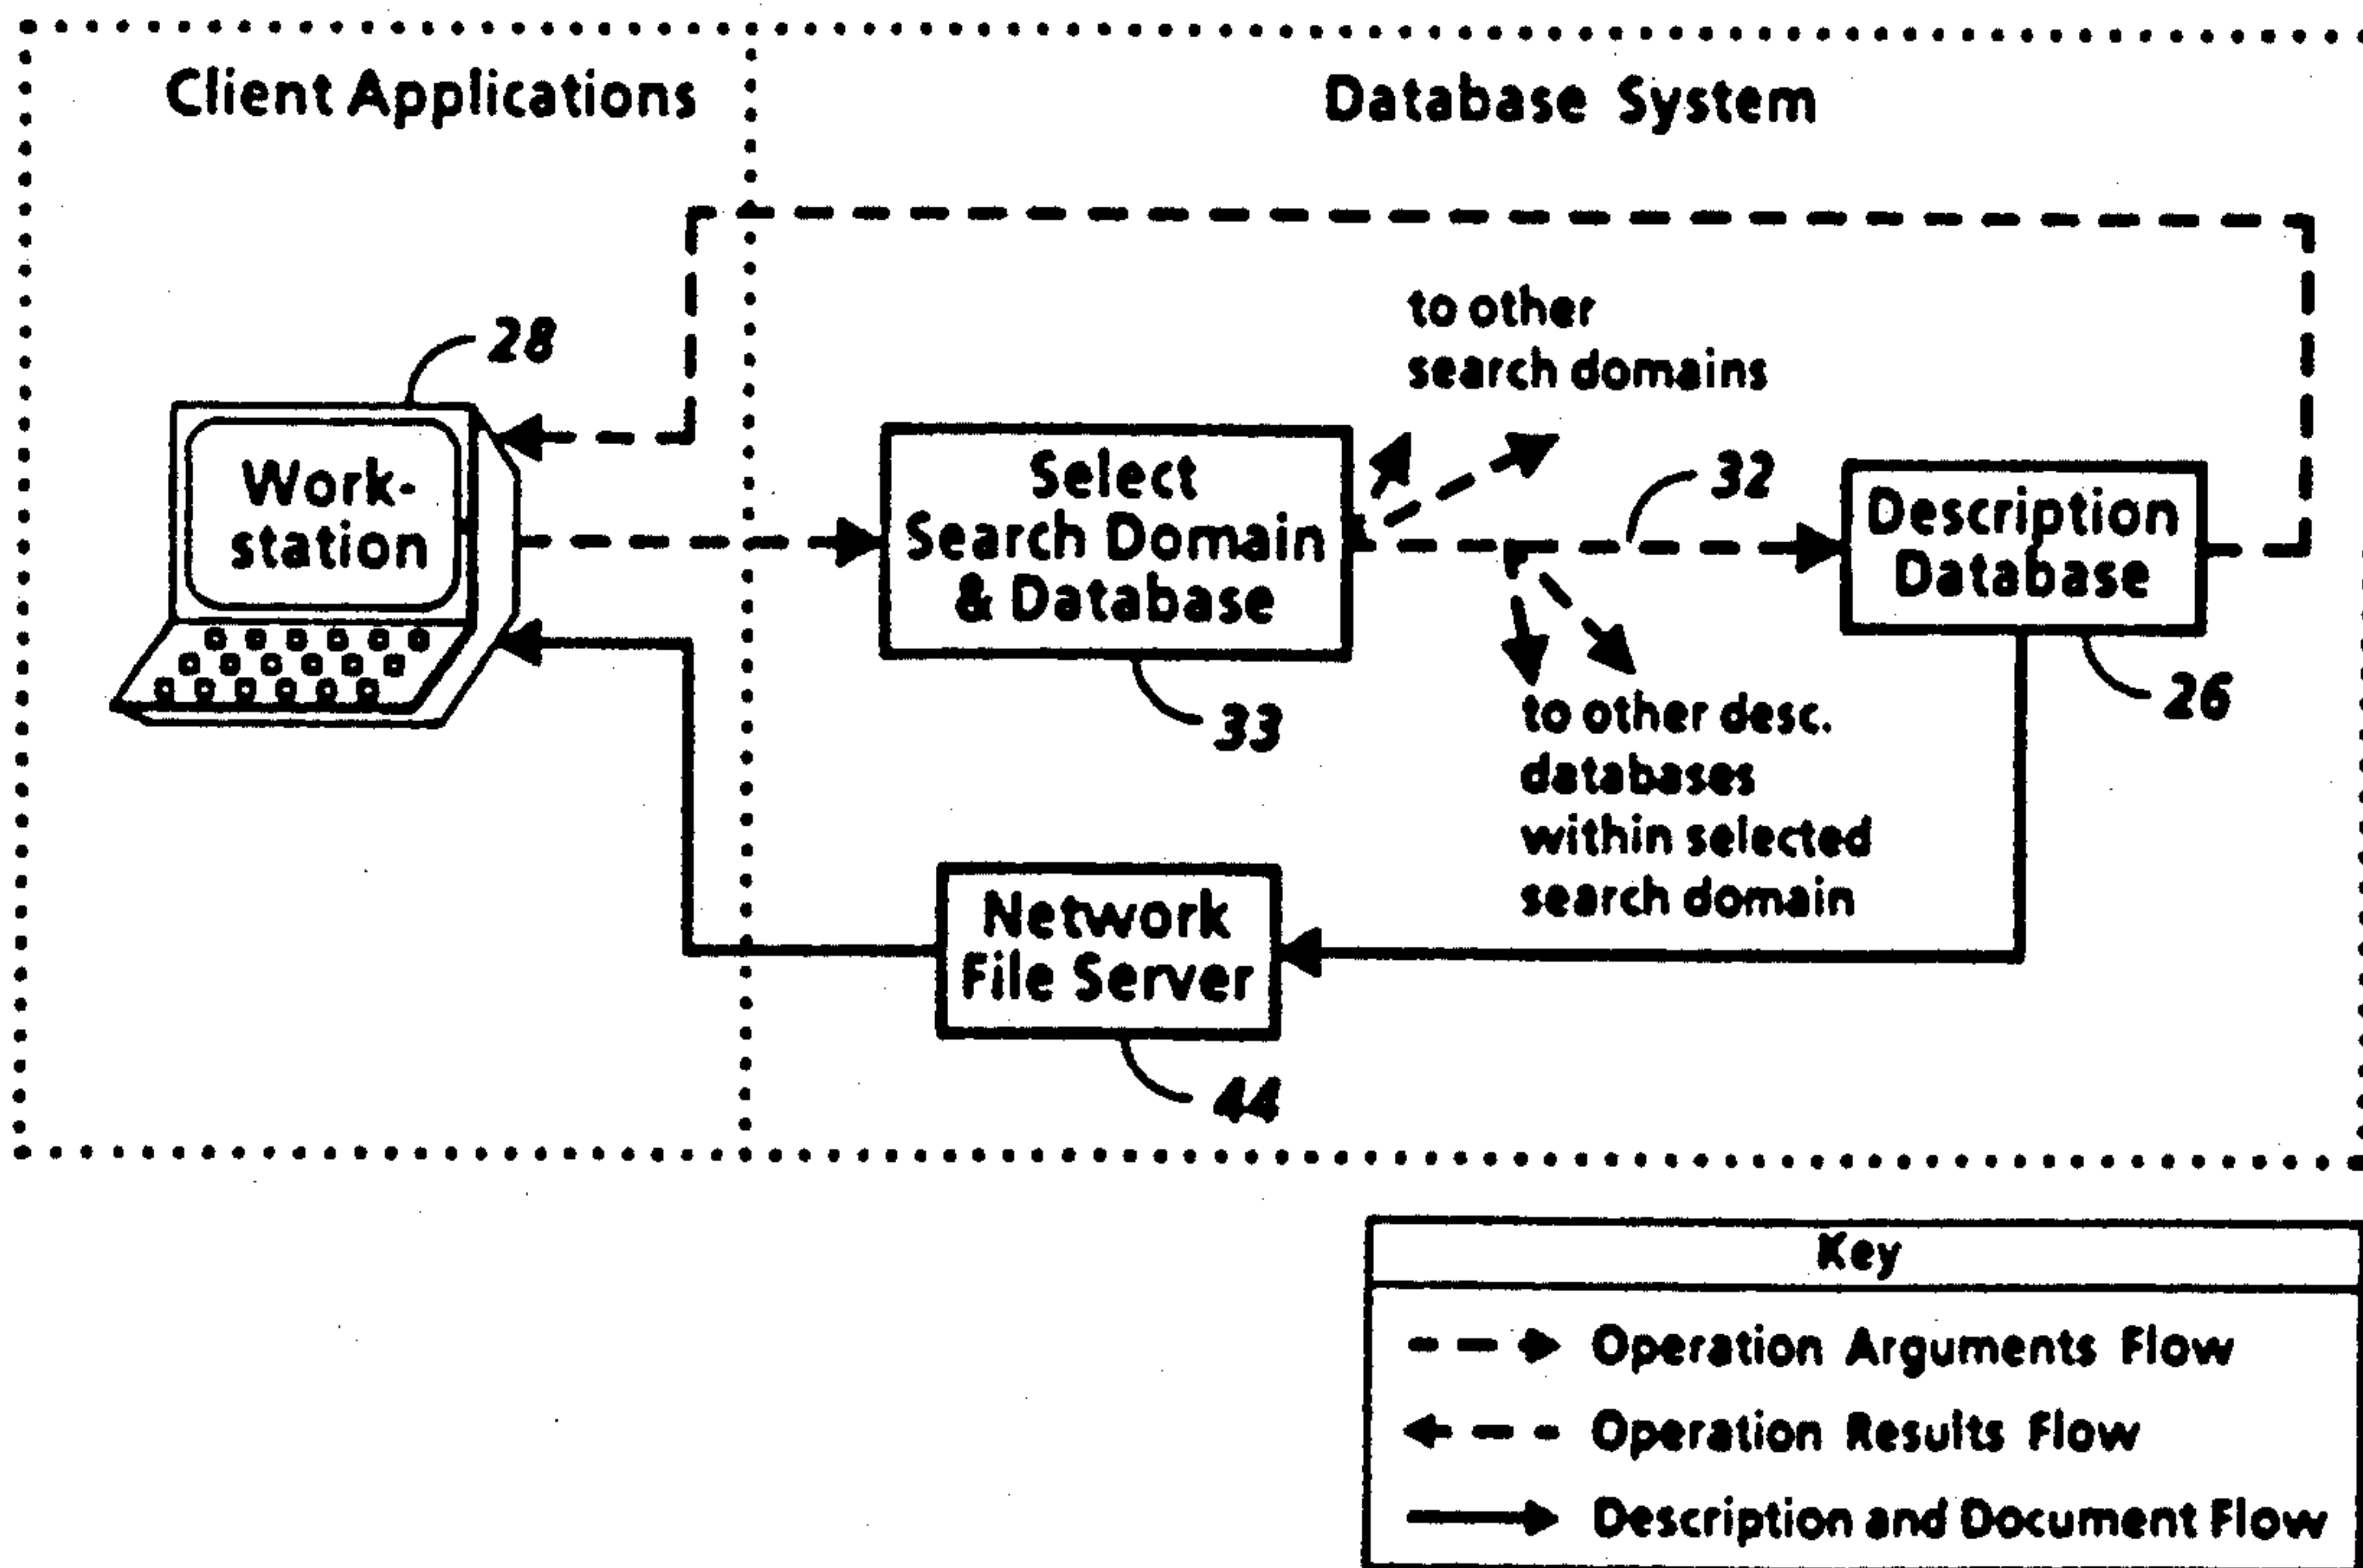 Client Applications
Database System
to other
search domains
28
Work-
station
Select
Search Domain
& Database
32
Description
Database
33
26
to other desc.
databases
within selected
search domain
Network
File Server
44
Key
Operation Arguments Flow
Operation Results Flow
Description and Document Flow